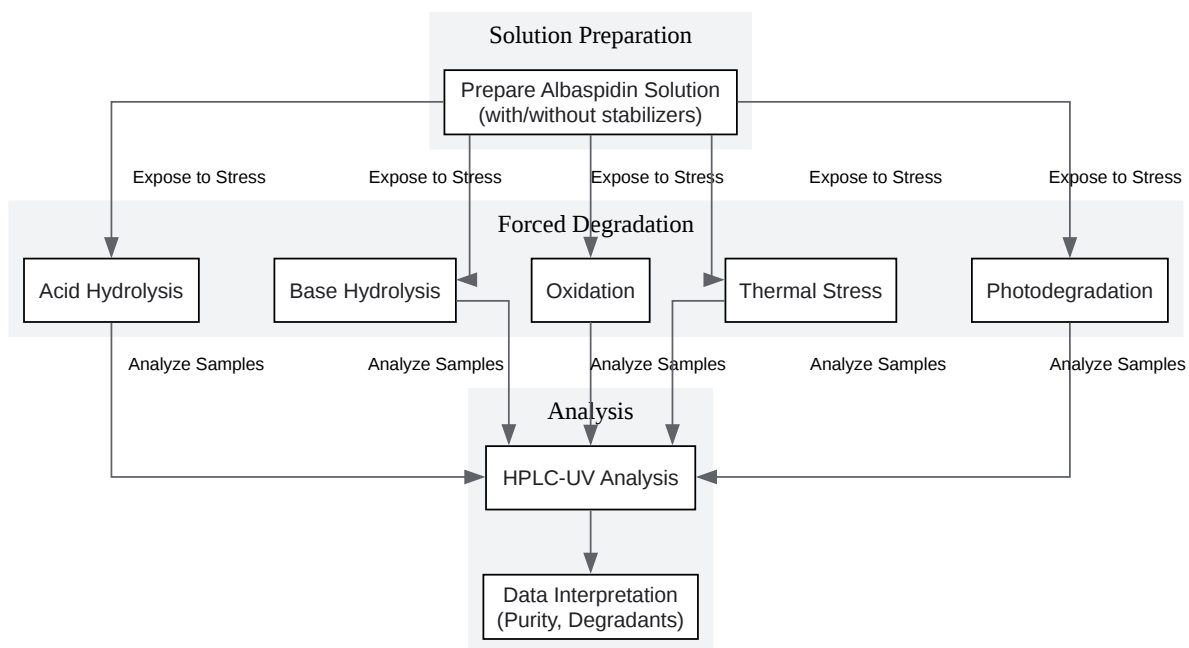 Solution Preparation
Prepare Albaspidin Solution
(with/without stabilizers)
Expose to Stress
Expose to Stress
Expose to Stress
Expose to Stress
Expose to Stress
Forced Degradation
Acid Hydrolysis
Base Hydrolysis
Oxidation
Thermal Stress
Photodegradation
Analyze Samples
Analyze Samples
Analyze Samples
Analyze Samples
Analyze Samples
Analysis
HPLC-UV Analysis
Data Interpretation
(Purity, Degradants)